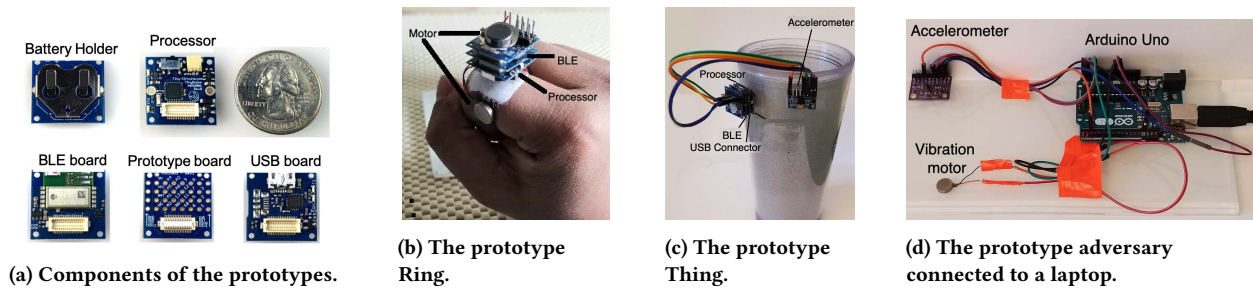 Battery Holder
Processor
LIBERTY
BLE board
Prototype board
USB board
(a) Components of the prototypes.
Motor
BLE
Processor
(b) The prototype
Ring.
Accelerometer
Processor
BLE
USB Connector
(c) The prototype
Thing.
Accelerometer
Arduino Uno
Vibration
motor
(d) The prototype adversary
connected to a laptop.